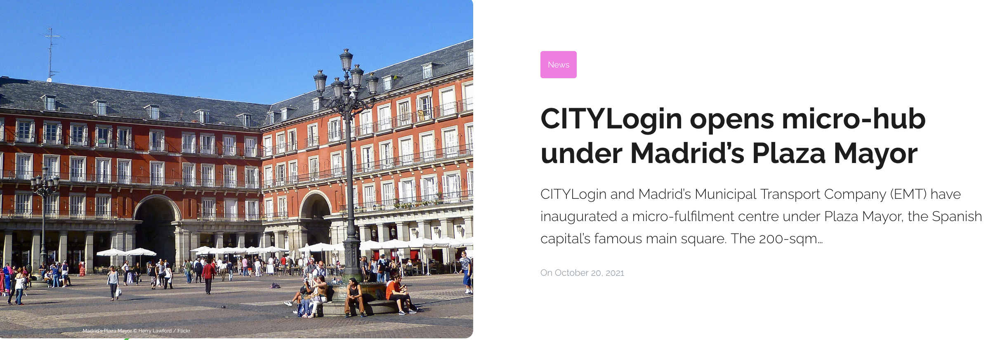 News
CITYLogin opens micro-hub
under Madrid’s Plaza Mayor
CITYLogin and Madrid’s Municipal Transport Company (EMT) have
inaugurated a micro-fulfilment centre under Plaza Mayor, the Spanish
capital’s famous main square. The 200-sqm…
On October 20, 2021
Madrid's Plaza Mayor © Herry Lawford / Flickr